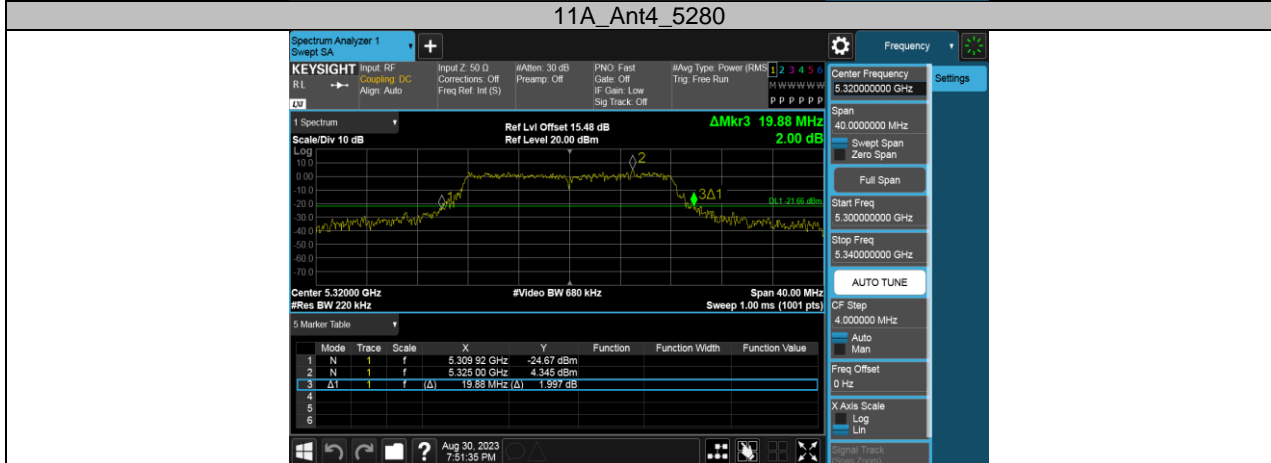 11A_Ant4_5280
Spectrum Analyzer 1
Swept SA
+
Frequency
KEYSIGHT
RL
LXI
Input: RF
Coupling: DC
Align: Auto
Input Z: 50 Ω
Corrections: Off
Freq Ref: Int (S)
#Atten: 30 dB
Preamp: Off
PNO: Fast
Gate: Off
IF Gain: Low
Sig Track: Off
#Avg Type: Power (RMS
Trig: Free Run
1 2 3 4 5 6
M W W W W W
P P P P P P
1 Spectrum
Scale/Div 10 dB
Ref Lvl Offset 15.48 dB
Ref Level 20.00 dBm
ΔMkr3 19.88 MHz
2.00 dB
Log
10.0
0.00
-10.0
-20.0
-30.0
-40.0
-50.0
-60.0
-70.0
1
2
3Δ1
DL1 -21.66 dBm
Center 5.32000 GHz
#Res BW 220 kHz
#Video BW 680 kHz
Span 40.00 MHz
Sweep 1.00 ms (1001 pts)
5 Marker Table
Mode Trace Scale X Y Function Function Width Function Value
1 N 1 f 5.309 92 GHz -24.67 dBm
2 N 1 f 5.325 00 GHz 4.345 dBm
3 Δ1 1 f (Δ) 19.88 MHz (Δ) 1.997 dB
4
5
6
?
Aug 30, 2023
7:51:35 PM
Center Frequency
5.320000000 GHz
Settings
Span
40.0000000 MHz
Swept Span
Zero Span
Full Span
Start Freq
5.300000000 GHz
Stop Freq
5.340000000 GHz
AUTO TUNE
CF Step
4.000000 MHz
Auto
Man
Freq Offset
0 Hz
X Axis Scale
Log
Lin
Signal Track
(Span Zoom)